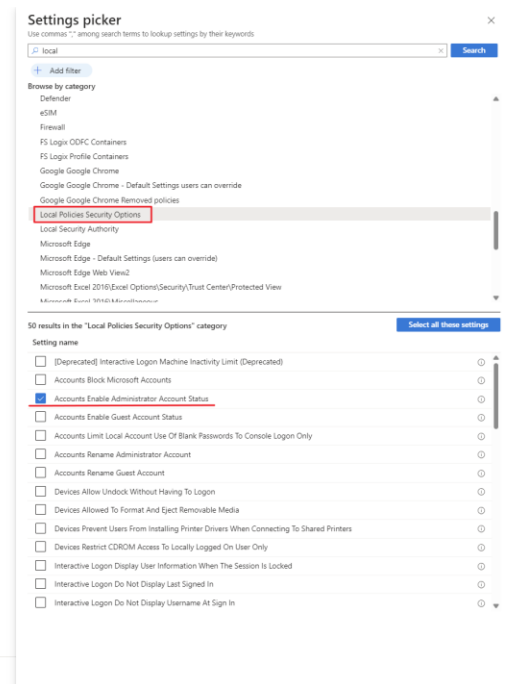 Settings picker
Use commas "," among search terms to lookup settings by their keywords
local
Search
Add filter
Browse by category
Defender
eSIM
Firewall
FS Logix ODFC Containers
FS Logix Profile Containers
Google Google Chrome
Google Google Chrome - Default Settings users can override
Google Google Chrome Removed policies
Local Policies Security Options
Local Security Authority
Microsoft Edge
Microsoft Edge - Default Settings (users can override)
Microsoft Edge Web View2
Microsoft Excel 2016\Excel Options\Security\Trust Center\Protected View
Microsoft Excel 2016\Miscellaneous
50 results in the "Local Policies Security Options" category
Select all these settings
Setting name
[Deprecated] Interactive Logon Machine Inactivity Limit (Deprecated)
Accounts Block Microsoft Accounts
Accounts Enable Administrator Account Status
Accounts Enable Guest Account Status
Accounts Limit Local Account Use Of Blank Passwords To Console Logon Only
Accounts Rename Administrator Account
Accounts Rename Guest Account
Devices Allow Undock Without Having To Logon
Devices Allowed To Format And Eject Removable Media
Devices Prevent Users From Installing Printer Drivers When Connecting To Shared Printers
Devices Restrict CDROM Access To Locally Logged On User Only
Interactive Logon Display User Information When The Session Is Locked
Interactive Logon Do Not Display Last Signed In
Interactive Logon Do Not Display Username At Sign In